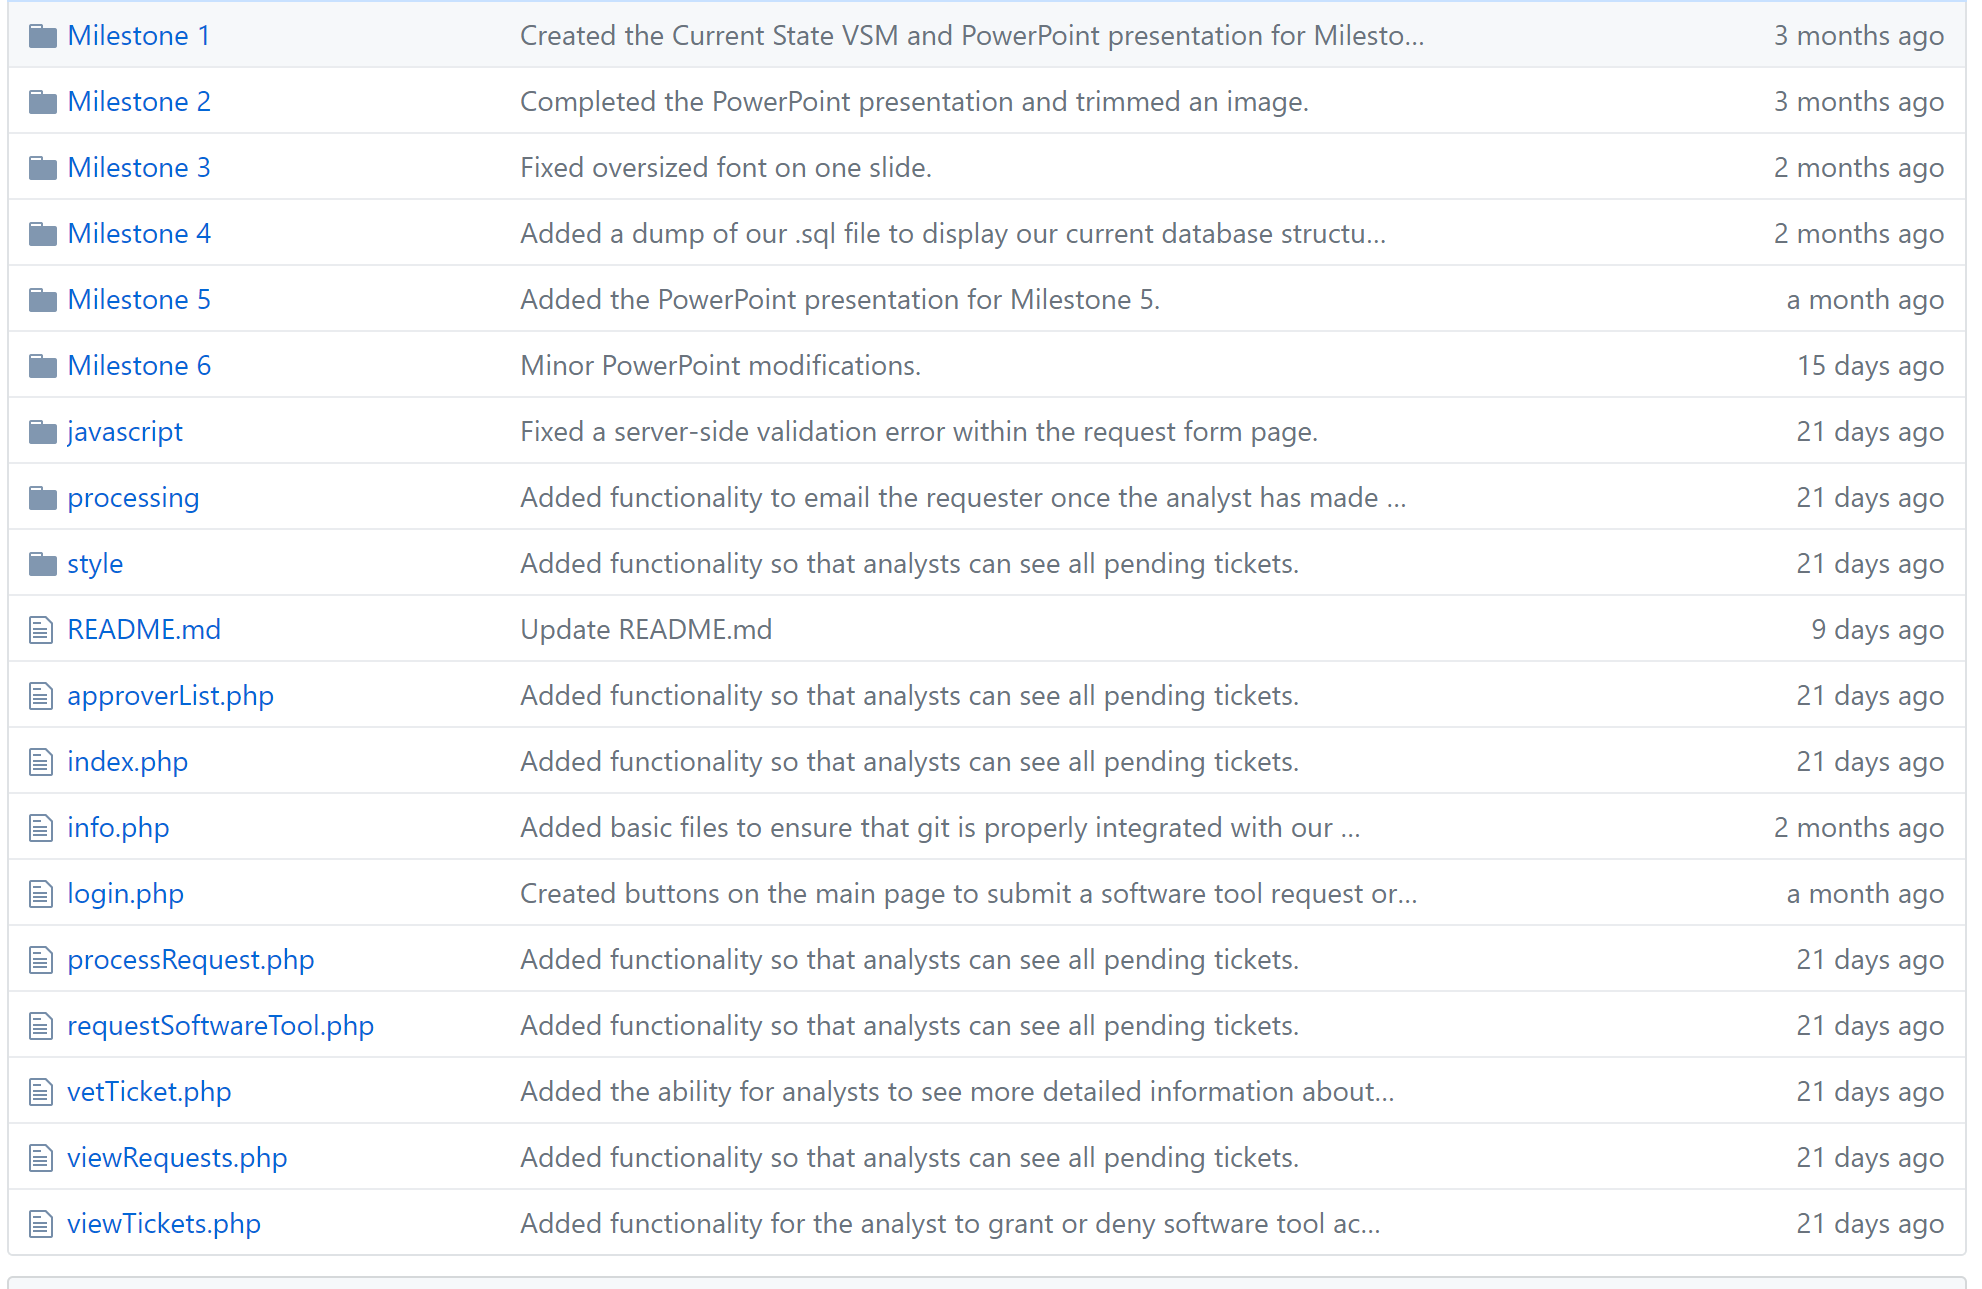 Milestone 1 Created the Current State VSM and PowerPoint presentation for Milesto... 3 months ago
Milestone 2 Completed the PowerPoint presentation and trimmed an image. 3 months ago
Milestone 3 Fixed oversized font on one slide. 2 months ago
Milestone 4 Added a dump of our .sql file to display our current database structu... 2 months ago
Milestone 5 Added the PowerPoint presentation for Milestone 5. a month ago
Milestone 6 Minor PowerPoint modifications. 15 days ago
javascript Fixed a server-side validation error within the request form page. 21 days ago
processing Added functionality to email the requester once the analyst has made ... 21 days ago
style Added functionality so that analysts can see all pending tickets. 21 days ago
README.md Update README.md 9 days ago
approverList.php Added functionality so that analysts can see all pending tickets. 21 days ago
index.php Added functionality so that analysts can see all pending tickets. 21 days ago
info.php Added basic files to ensure that git is properly integrated with our ... 2 months ago
login.php Created buttons on the main page to submit a software tool request or... a month ago
processRequest.php Added functionality so that analysts can see all pending tickets. 21 days ago
requestSoftwareTool.php Added functionality so that analysts can see all pending tickets. 21 days ago
vetTicket.php Added the ability for analysts to see more detailed information about... 21 days ago
viewRequests.php Added functionality so that analysts can see all pending tickets. 21 days ago
viewTickets.php Added functionality for the analyst to grant or deny software tool ac... 21 days ago